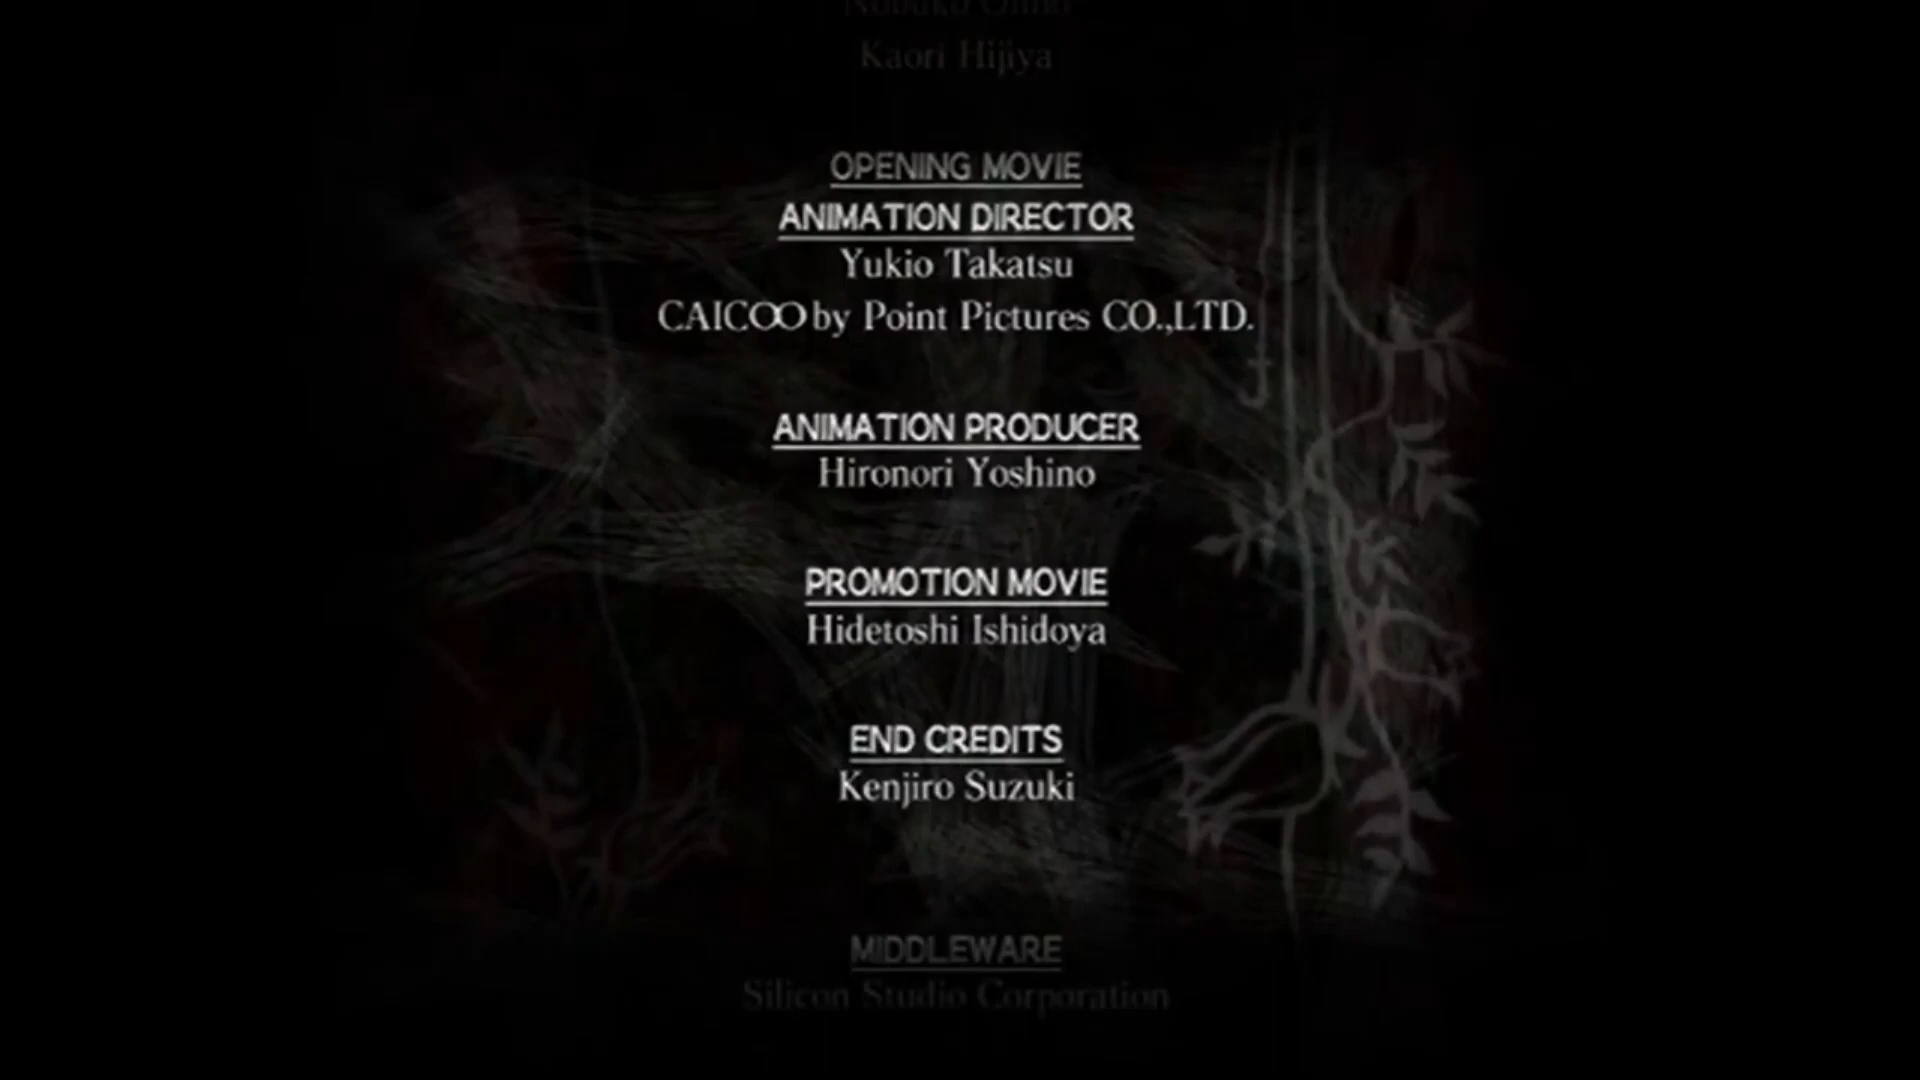 Kaori Hijiya
OPENING MOVIE
ANIMATION DIRECTOR
Yukio Takatsu
CAICOO by Point Pictures CO.,LTD.
ANIMATION PRODUCER
Hironori Yoshino
PROMOTION MOVIE
Hidetoshi Ishidoya
END CREDITS
Kenjiro Suzuki
MIDDLEWARE
Silicon Studio Corporation